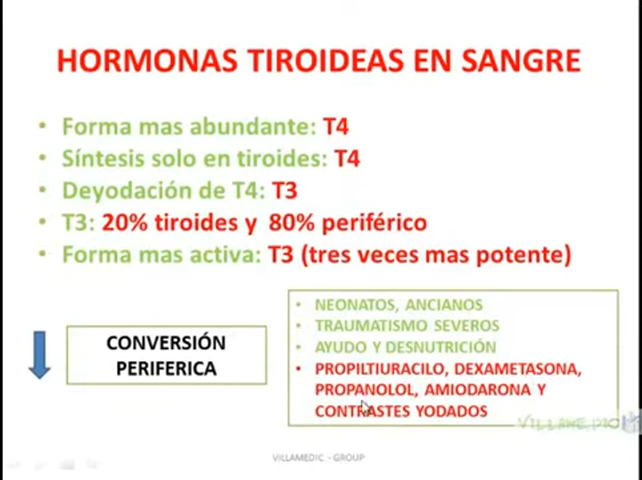 HORMONAS TIROIDEAS EN SANGRE
• Forma mas abundante: T4
• Síntesis solo en tiroides: T4
• Deyodación de T4: T3
• T3: 20% tiroides y 80% periférico
• Forma mas activa: T3 (tres veces mas potente)
CONVERSIÓN
PERIFERICA
• NEONATOS, ANCIANOS
• TRAUMATISMO SEVEROS
• AYUDO Y DESNUTRICIÓN
• PROPILTIURACILO, DEXAMETASONA,
PROPANOLOL, AMIODARONA Y
CONTRASTES YODADOS
VILLAMEDIC
VILLAMEDIC - GROUP